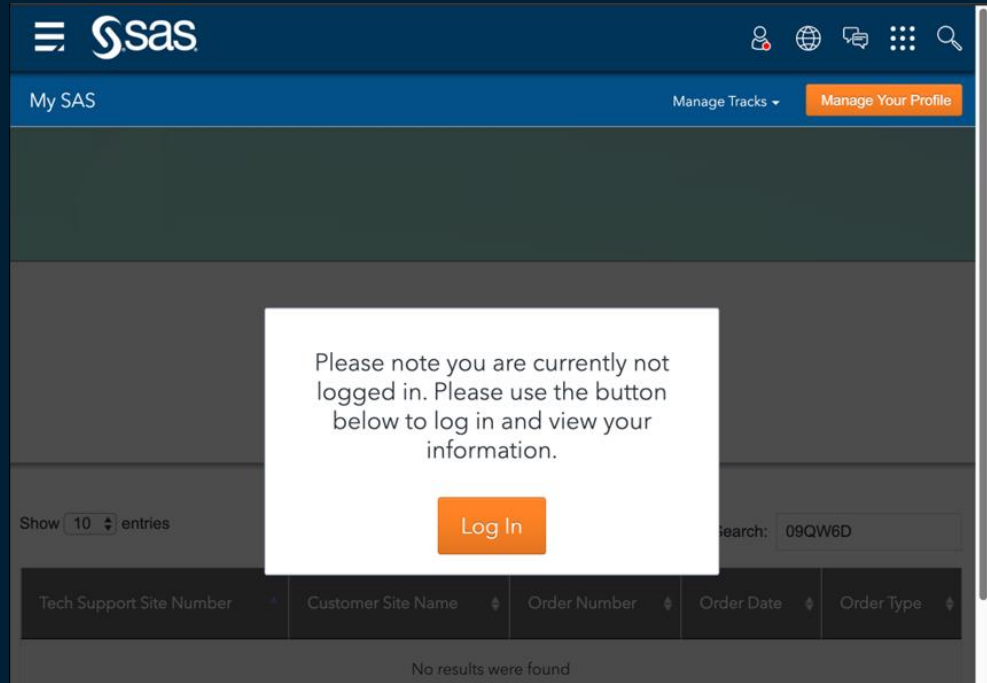 sas
My SAS
Manage Tracks
Manage Your Profile
Please note you are currently not
logged in. Please use the button
below to log in and view your
information.
Log In
Show 10 entries
Search: 09QW6D
Tech Support Site Number Customer Site Name Order Number Order Date Order Type
No results were found